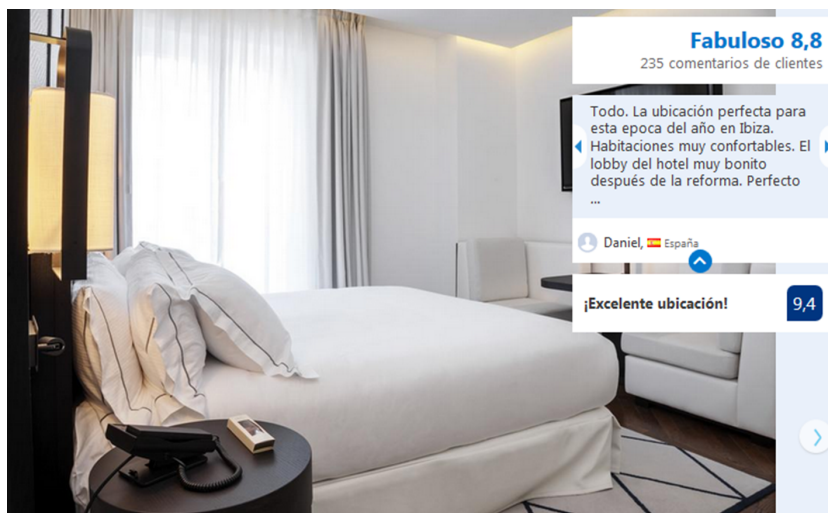 Fabuloso 8,8
235 comentarios de clientes
Todo. La ubicación perfecta para
esta epoca del año en Ibiza.
Habitaciones muy confortables. El
lobby del hotel muy bonito
después de la reforma. Perfecto
...
Daniel, España
¡Excelente ubicación! 9,4